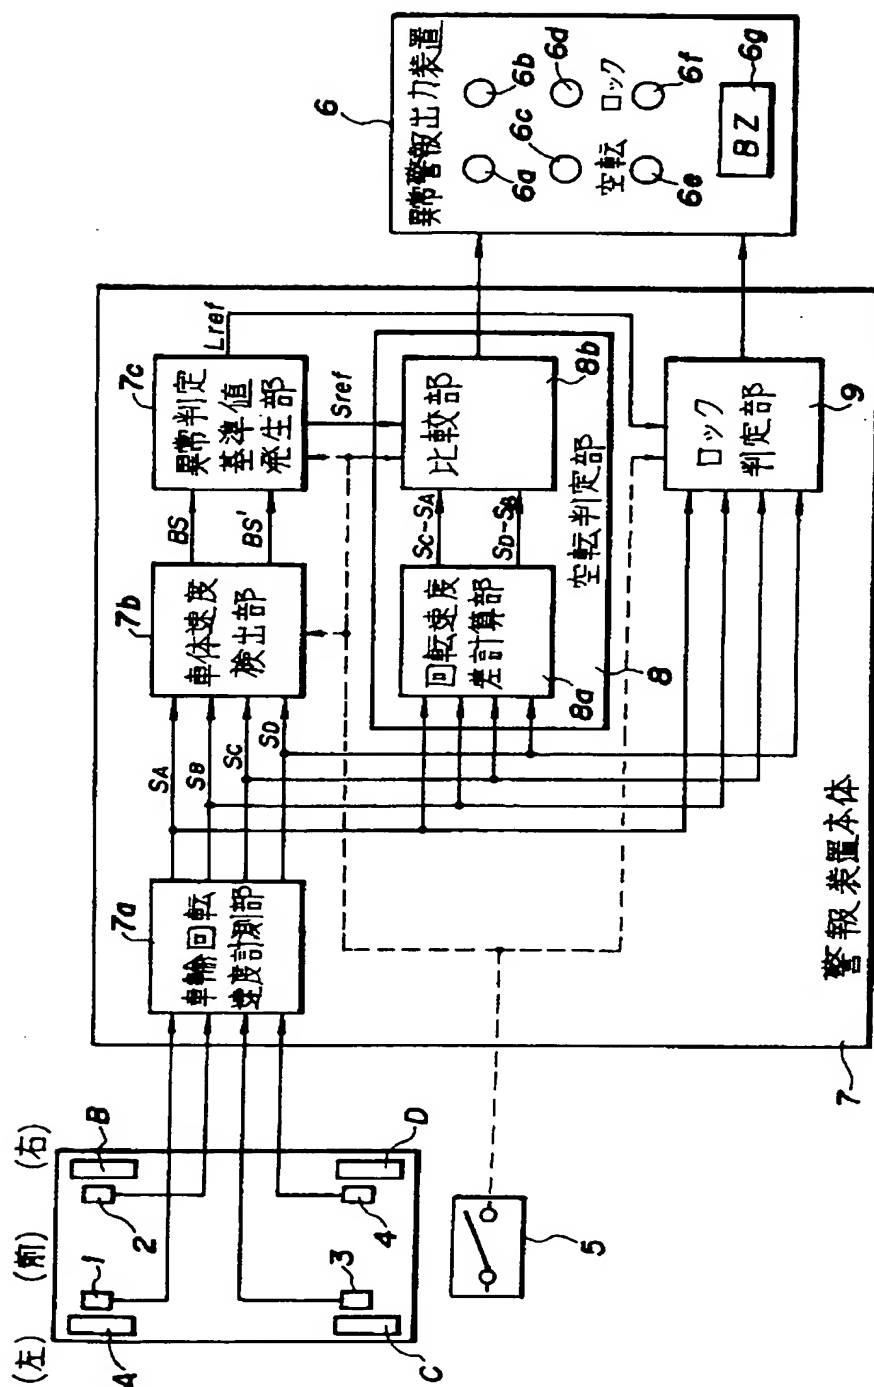 (左)
(前)
(右)
A
1
2
B
C
3
4
D
5
7
警報装置本体
7a
車輪回転
速度計測部
SA
SB
SC
SD
7b
車体速度
検出部
BS
BS'
7c
異常判定
基準値
発生部
Lref
Sref
回転速度
差計算部
8a
8
SC-SA
SD-SB
比較部
8b
空転判定部
ロック
判定部
9
6
異常警報出力装置
6a
6b
6c
6d
空転
ロック
6e
6f
BZ
6g